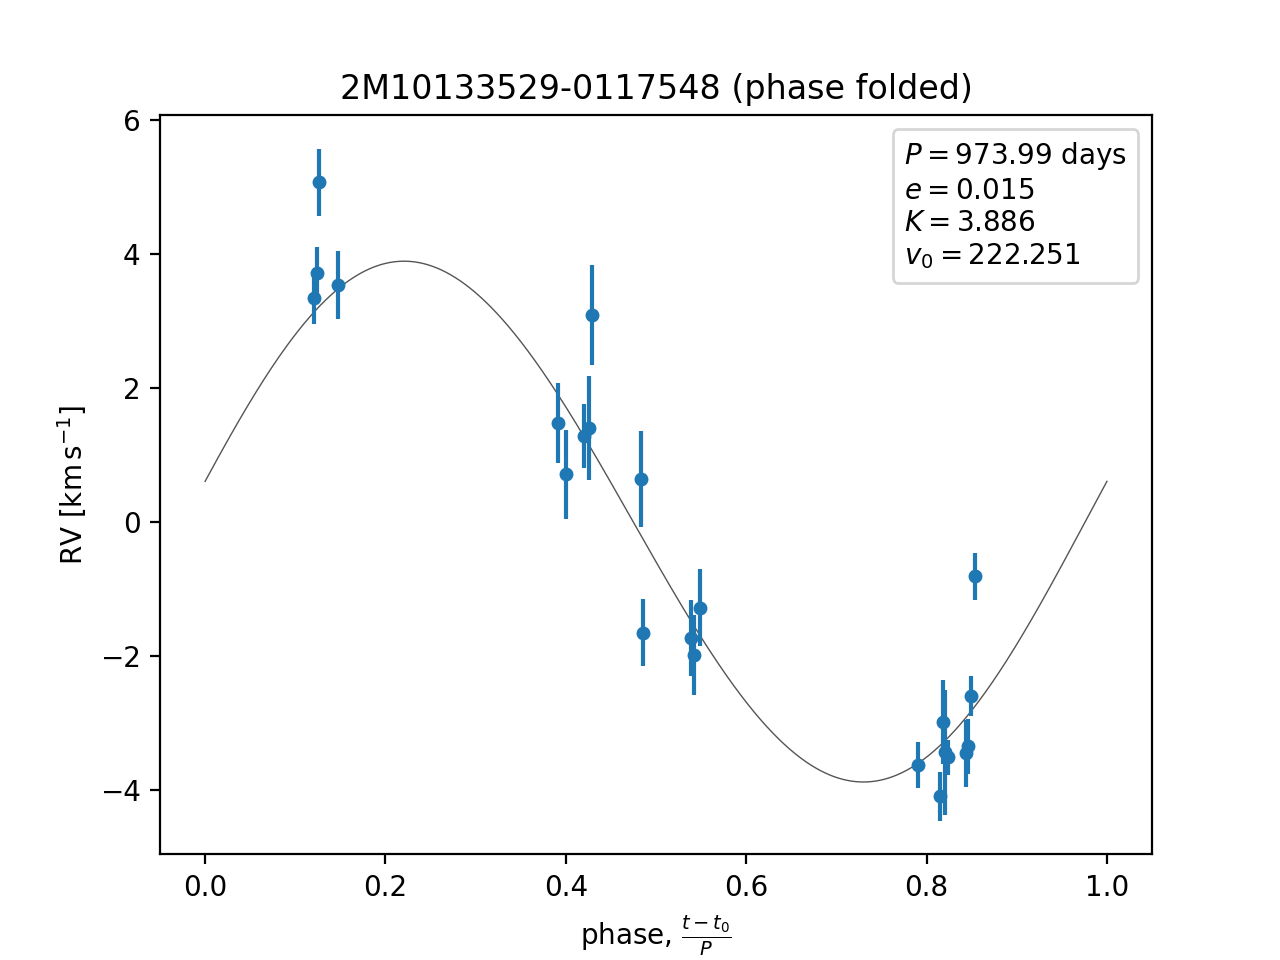 2M10133529-0117548 (phase folded)
P = 973.99 days
e = 0.015
K = 3.886
v₀ = 222.251
RV [km s⁻¹]
6
4
2
0
−2
−4
0.0 0.2 0.4 0.6 0.8 1.0
phase, (t − t₀)/P